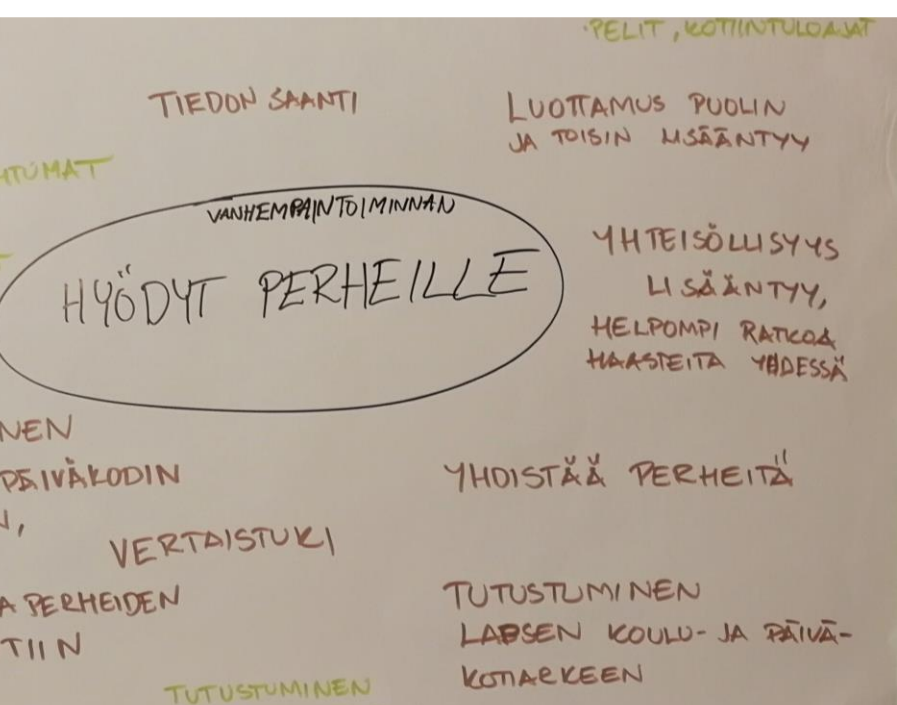 ·PELIT, KOTIINTULOAJAT
TIEDON SAANTI
LUOTTAMUS PUOLIN
JA TOISIN LISÄÄNTYY
HTUMAT
VANHEMPAINTOIMINNAN
HYÖDYT PERHEILLE
YHTEISÖLLISYYS
LISÄÄNTYY,
HELPOMPI RATKOA
HAASTEITA YHDESSÄ
NEN
PÄIVÄKODIN
N,
YHDISTÄÄ PERHEITÄ
VERTAISTUKI
A PERHEIDEN
TIIN
TUTUSTUMINEN
LAPSEN KOULU- JA PÄIVÄ-
KOTIARKEEN
TUTUSTUMINEN